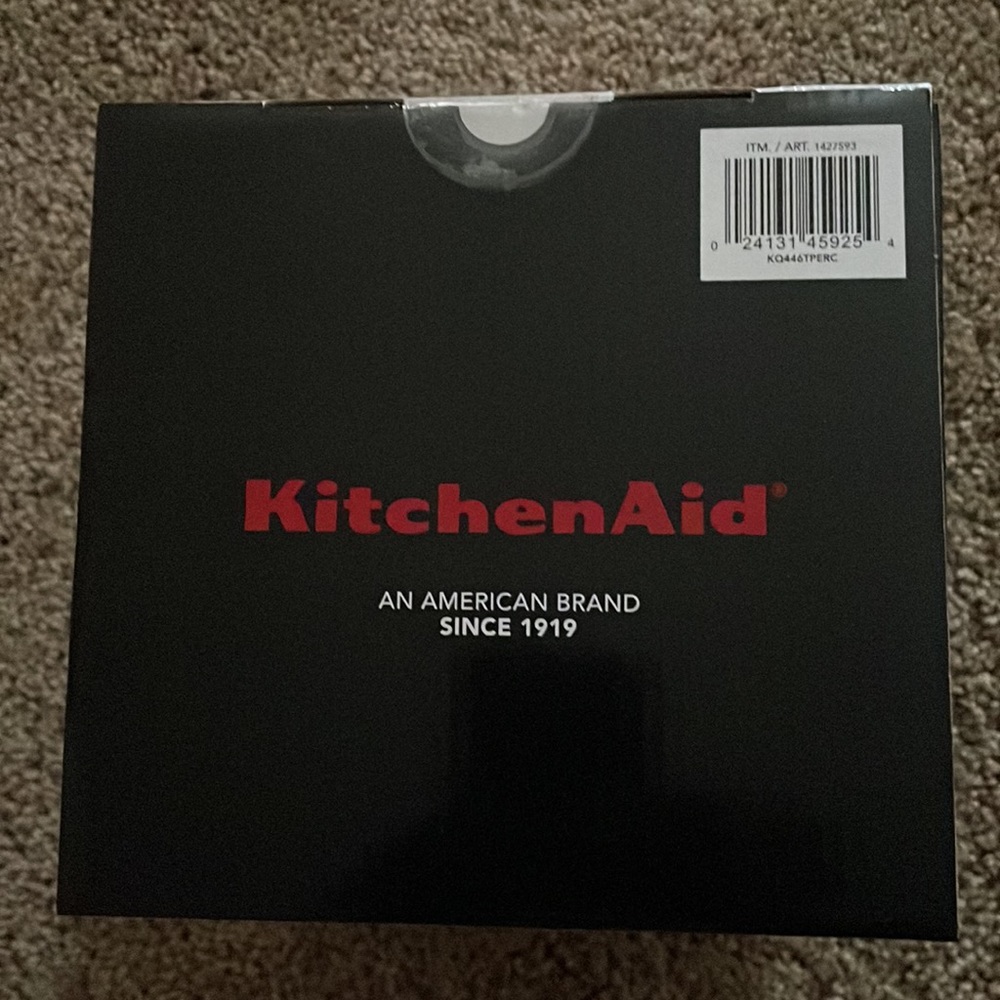 ITM. / ART. 1427593
0 24131 45925 4
KQ446TPERC
KitchenAid®
AN AMERICAN BRAND
SINCE 1919